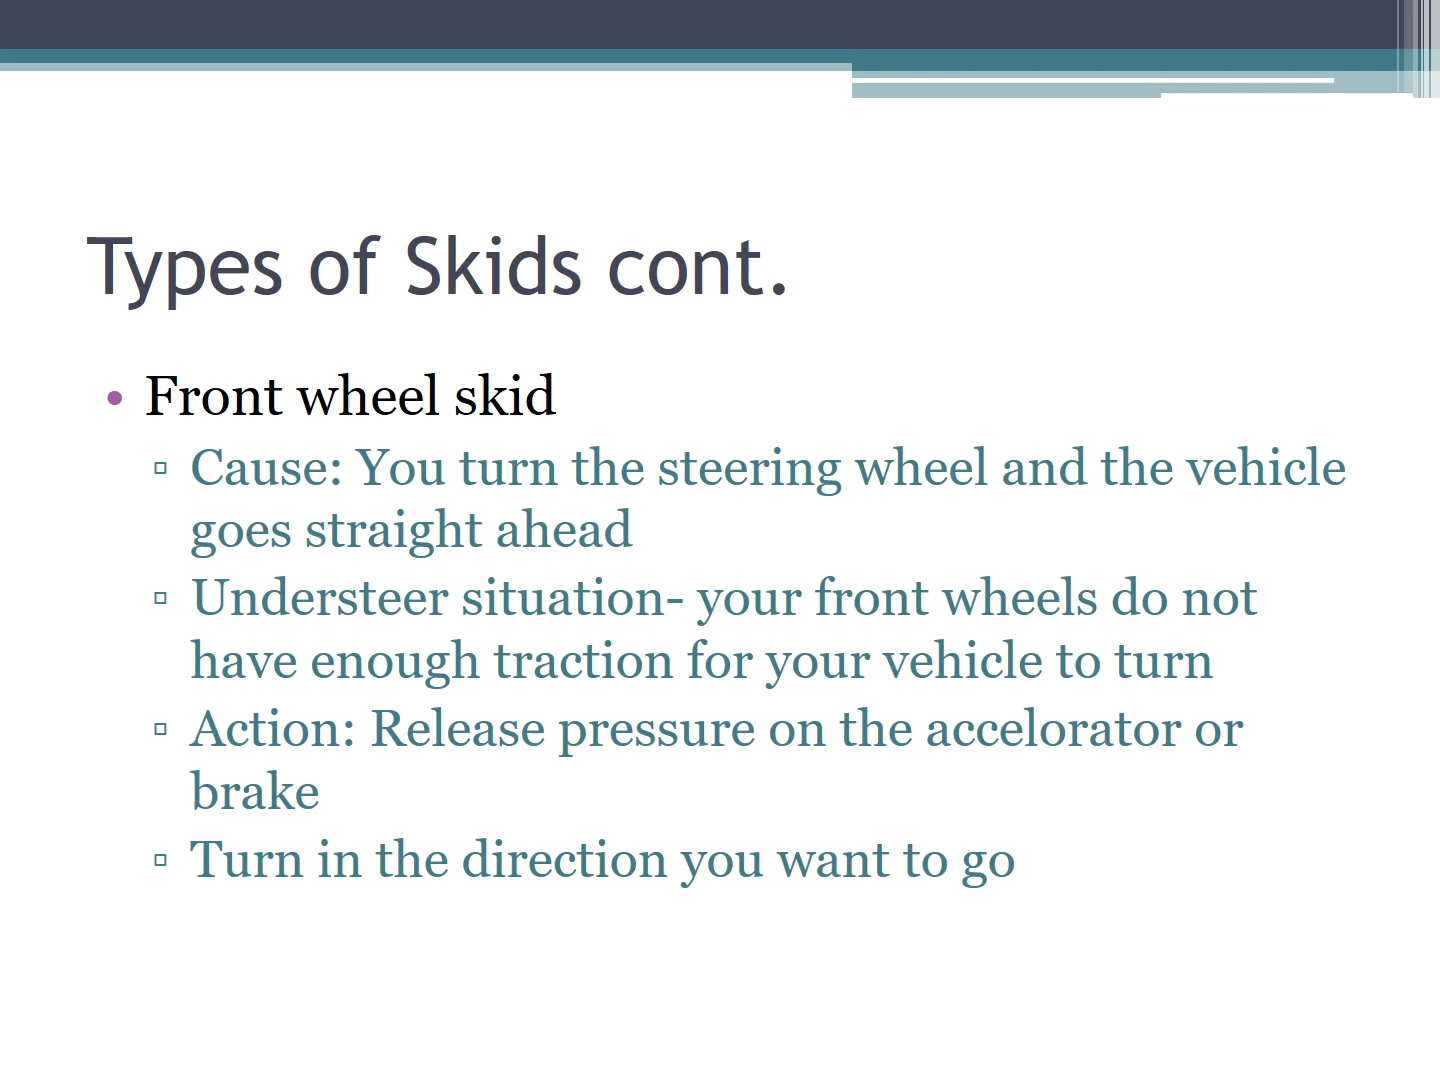 Types of Skids cont.
• Front wheel skid
▫ Cause: You turn the steering wheel and the vehicle
goes straight ahead
▫ Understeer situation- your front wheels do not
have enough traction for your vehicle to turn
▫ Action: Release pressure on the accelorator or
brake
▫ Turn in the direction you want to go